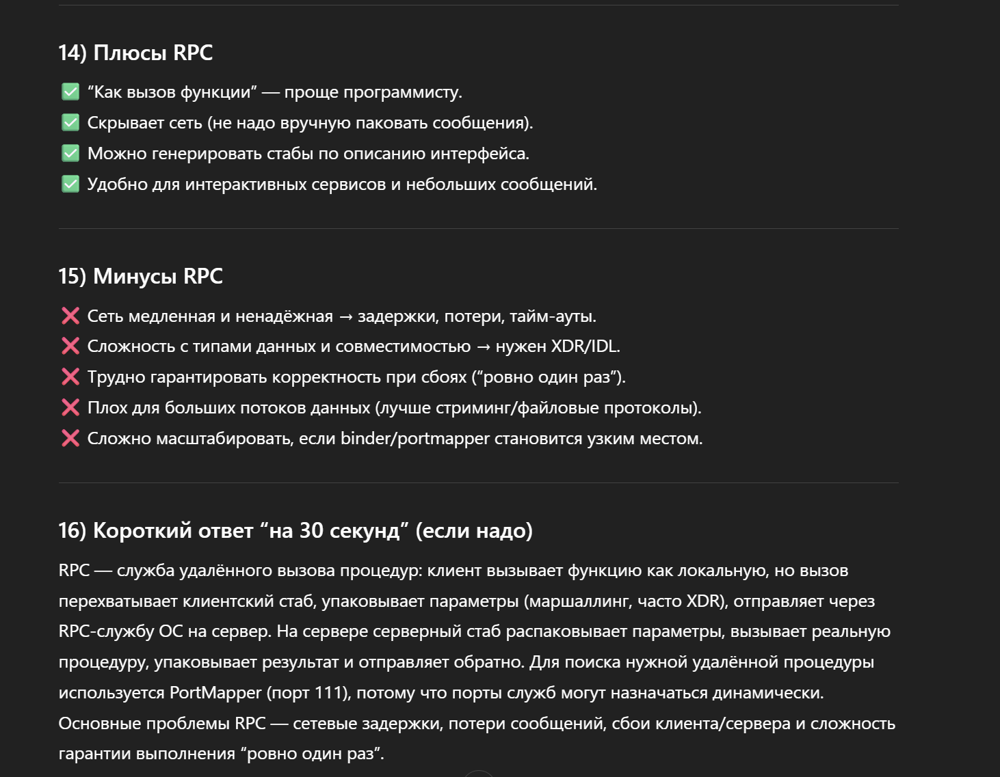 14) Плюсы RPC
✅ “Как вызов функции” — проще программисту.
✅ Скрывает сеть (не надо вручную паковать сообщения).
✅ Можно генерировать стабы по описанию интерфейса.
✅ Удобно для интерактивных сервисов и небольших сообщений.
15) Минусы RPC
❌ Сеть медленная и ненадёжная → задержки, потери, тайм-ауты.
❌ Сложность с типами данных и совместимостью → нужен XDR/IDL.
❌ Трудно гарантировать корректность при сбоях (“ровно один раз”).
❌ Плох для больших потоков данных (лучше стриминг/файловые протоколы).
❌ Сложно масштабировать, если binder/portmapper становится узким местом.
16) Короткий ответ “на 30 секунд” (если надо)
RPC — служба удалённого вызова процедур: клиент вызывает функцию как локальную, но вызов
перехватывает клиентский стаб, упаковывает параметры (маршаллинг, часто XDR), отправляет через
RPC-службу ОС на сервер. На сервере серверный стаб распаковывает параметры, вызывает реальную
процедуру, упаковывает результат и отправляет обратно. Для поиска нужной удалённой процедуры
используется PortMapper (порт 111), потому что порты служб могут назначаться динамически.
Основные проблемы RPC — сетевые задержки, потери сообщений, сбои клиента/сервера и сложность
гарантии выполнения “ровно один раз”.